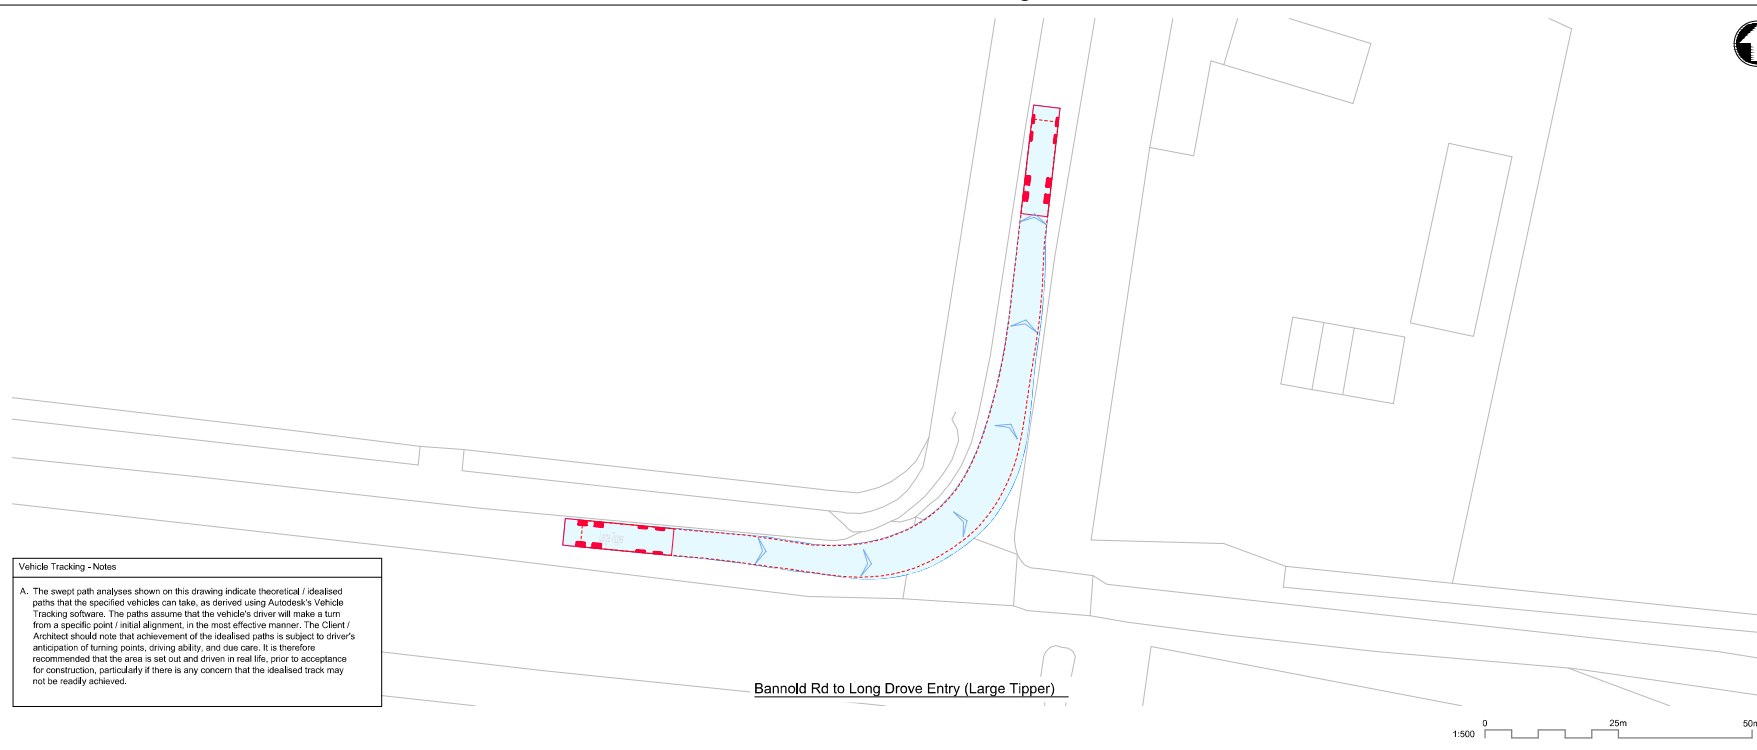 Vehicle Tracking - Notes
A. The swept path analyses shown on this drawing indicate theoretical / idealised
paths that the specified vehicles can take, as derived using Autodesk's Vehicle
Tracking software. The paths assume that the vehicle's driver will make a turn
from a specific point / initial alignment, in the most effective manner. The Client /
Architect should note that achievement of the idealised paths is subject to driver's
anticipation of turning points, driving ability, and due care. It is therefore
recommended that the area is set out and driven in real life, prior to acceptance
for construction, particularly if there is any concern that the idealised track may
not be readily achieved.
Bannold Rd to Long Drove Entry (Large Tipper)
1:500
0
25m
50m